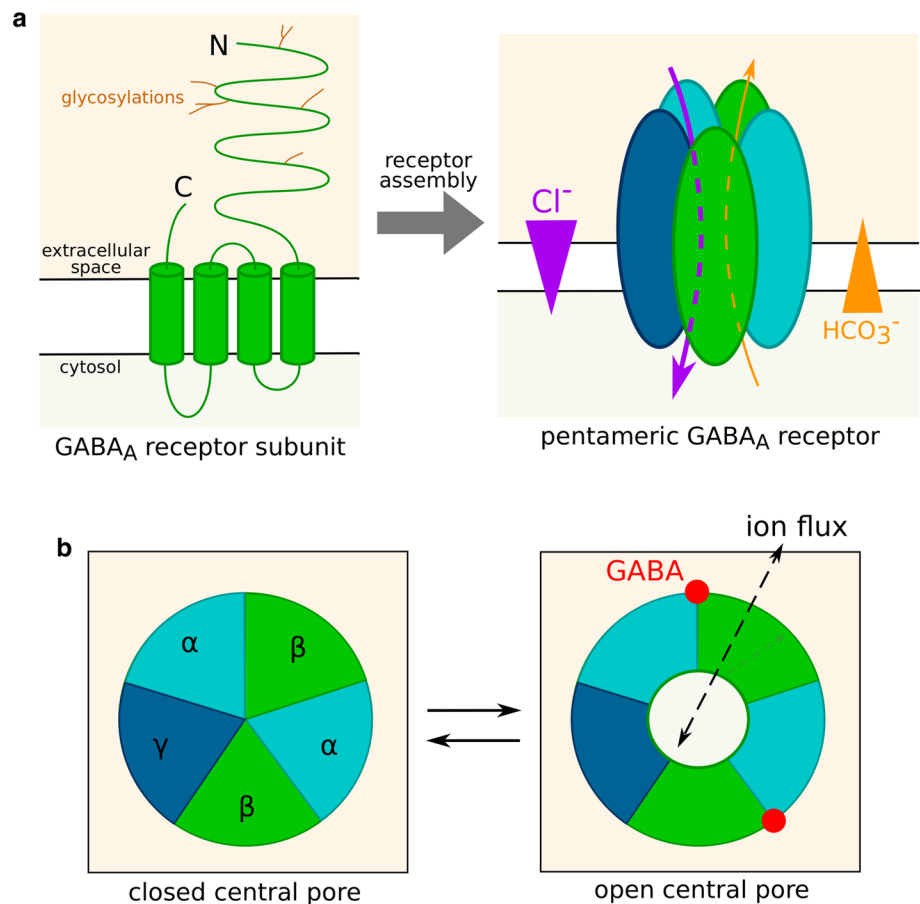 a
N
glycosylations
C
extracellular
space
cytosol
GABAA receptor subunit
receptor
assembly
Cl-
HCO3-
pentameric GABAA receptor
b
α
β
γ
α
β
closed central pore
ion flux
GABA
open central pore